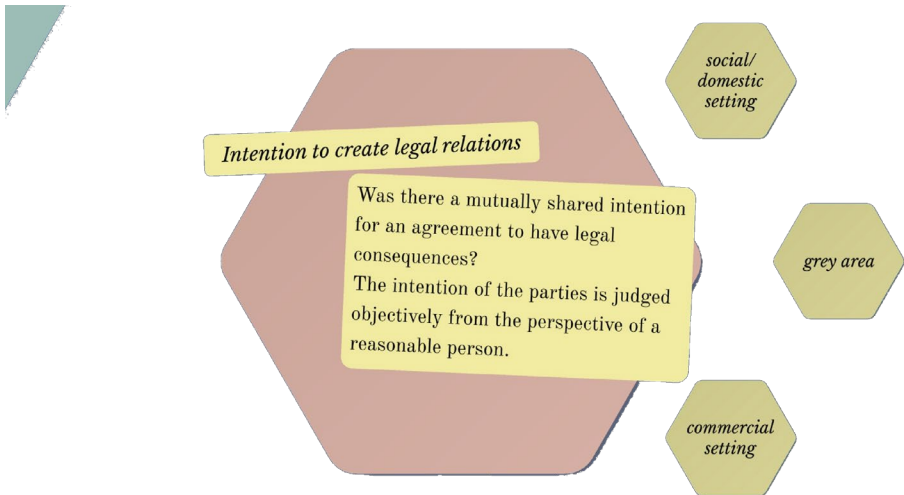 social/
domestic
setting
Intention to create legal relations
Was there a mutually shared intention
for an agreement to have legal
consequences?
The intention of the parties is judged
objectively from the perspective of a
reasonable person.
grey area
commercial
setting